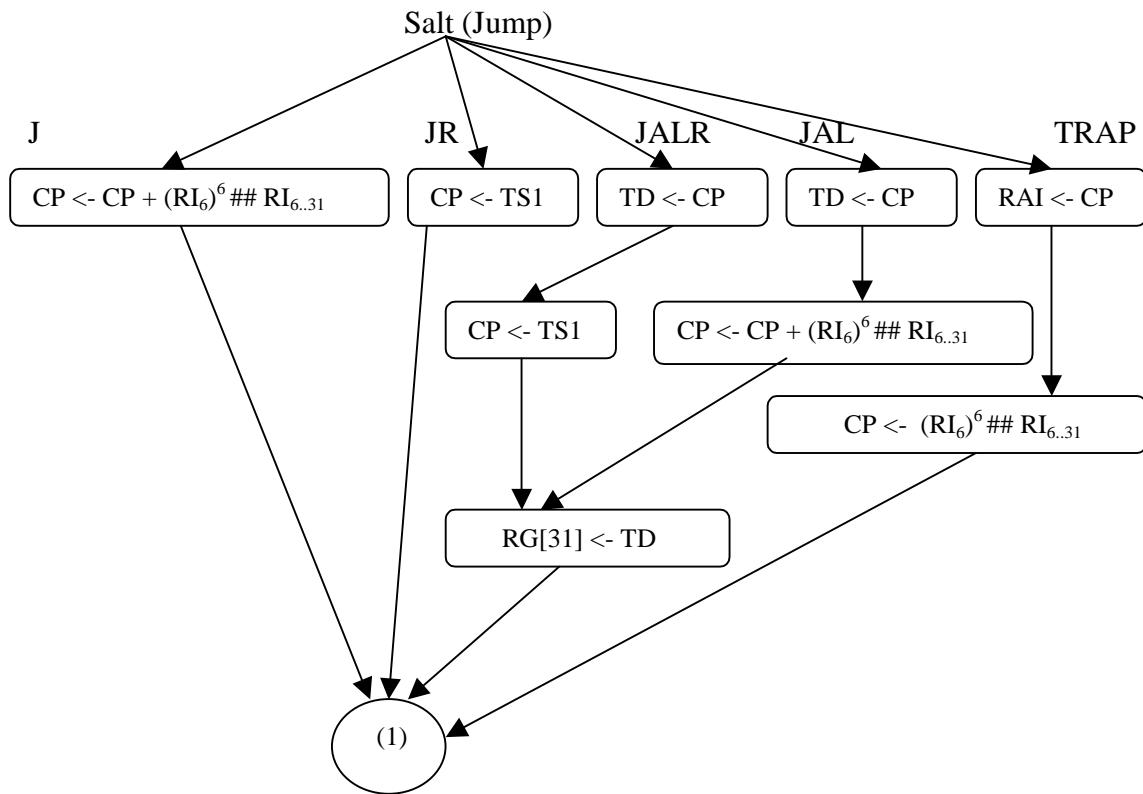 Salt (Jump)
J JR JALR JAL TRAP
CP <- CP + (RI₆)⁶ ## RI₆..₃₁ CP <- TS1 TD <- CP TD <- CP RAI <- CP
CP <- TS1 CP <- CP + (RI₆)⁶ ## RI₆..₃₁
CP <- (RI₆)⁶ ## RI₆..₃₁
RG[31] <- TD
(1)